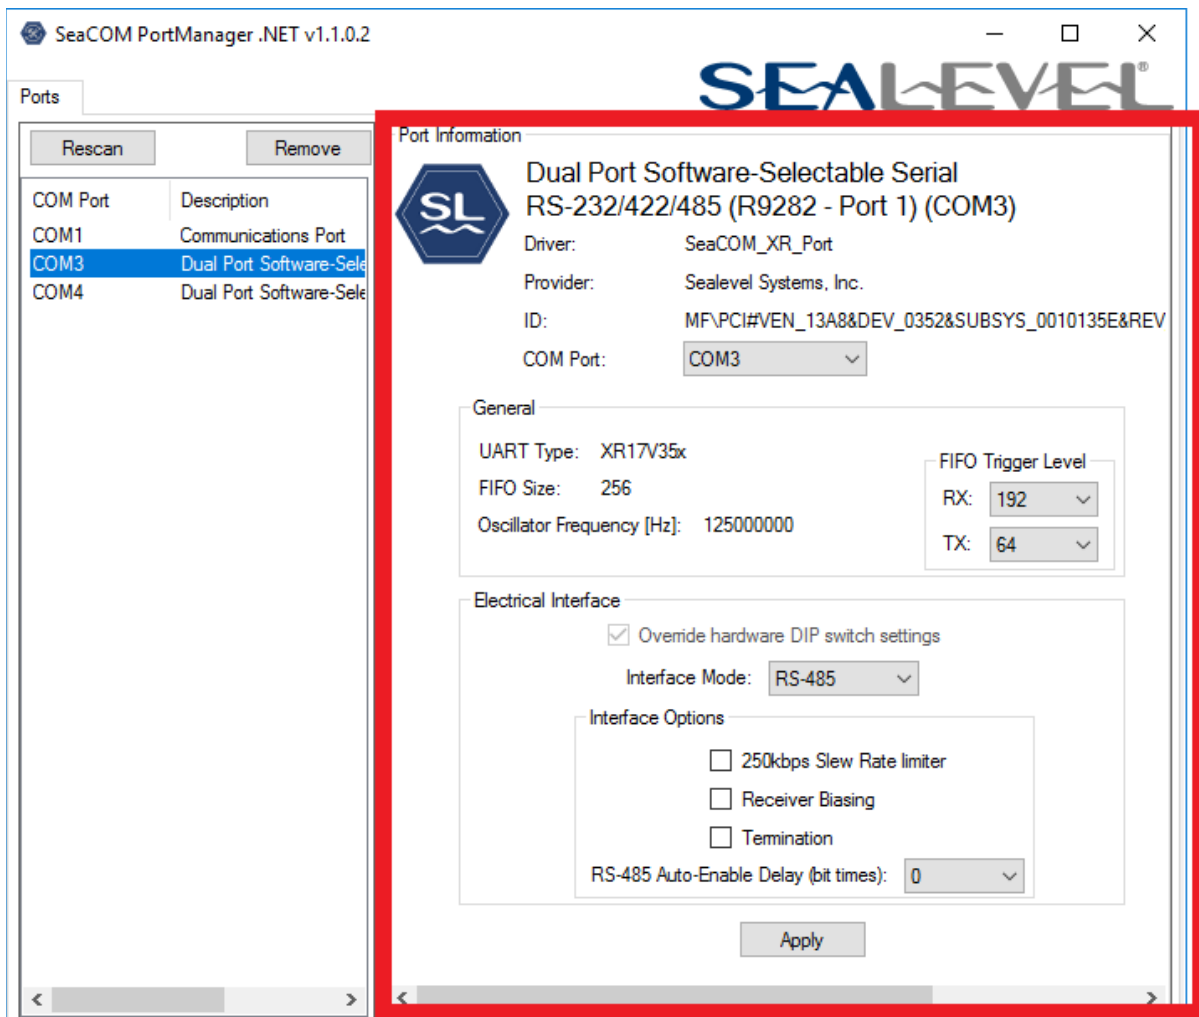 SeaCOM PortManager .NET v1.1.0.2
SEALEVEL®
Ports
Rescan
Remove
COM Port Description
COM1 Communications Port
COM3 Dual Port Software-Sele
COM4 Dual Port Software-Sele
Port Information
SL
Dual Port Software-Selectable Serial
RS-232/422/485 (R9282 - Port 1) (COM3)
Driver: SeaCOM_XR_Port
Provider: Sealevel Systems, Inc.
ID: MF\PCI#VEN_13A8&DEV_0352&SUBSYS_0010135E&REV
COM Port: COM3
General
UART Type: XR17V35x
FIFO Size: 256
Oscillator Frequency [Hz]: 125000000
FIFO Trigger Level
RX: 192
TX: 64
Electrical Interface
Override hardware DIP switch settings
Interface Mode: RS-485
Interface Options
250kbps Slew Rate limiter
Receiver Biasing
Termination
RS-485 Auto-Enable Delay (bit times): 0
Apply